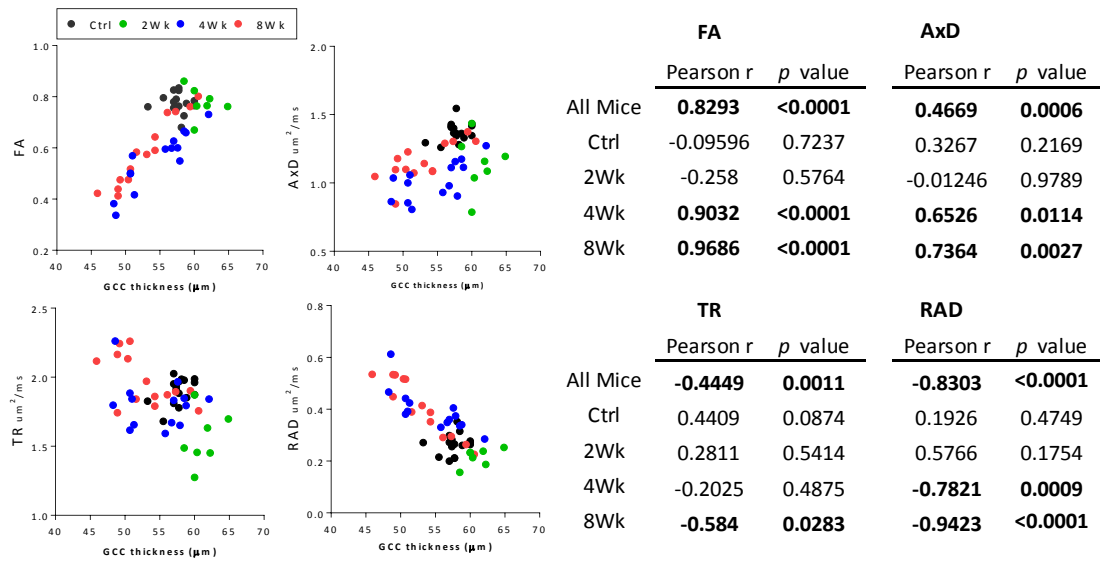 Ctrl 2Wk 4Wk 8Wk
1.0
0.8
0.6
0.4
0.2
FA
40 45 50 55 60 65 70
GCC thickness (μm)
2.0
1.5
1.0
0.5
AxD um²/ms
40 45 50 55 60 65 70
GCC thickness (μm)
2.5
2.0
1.5
1.0
TR um²/ms
40 45 50 55 60 65 70
GCC thickness (μm)
0.8
0.6
0.4
0.2
0.0
RAD um²/ms
40 45 50 55 60 65 70
GCC thickness (μm)
FA AxD
Pearson r p value Pearson r p value
All Mice 0.8293 <0.0001 0.4669 0.0006
Ctrl -0.09596 0.7237 0.3267 0.2169
2Wk -0.258 0.5764 -0.01246 0.9789
4Wk 0.9032 <0.0001 0.6526 0.0114
8Wk 0.9686 <0.0001 0.7364 0.0027
TR RAD
Pearson r p value Pearson r p value
All Mice -0.4449 0.0011 -0.8303 <0.0001
Ctrl 0.4409 0.0874 0.1926 0.4749
2Wk 0.2811 0.5414 0.5766 0.1754
4Wk -0.2025 0.4875 -0.7821 0.0009
8Wk -0.584 0.0283 -0.9423 <0.0001